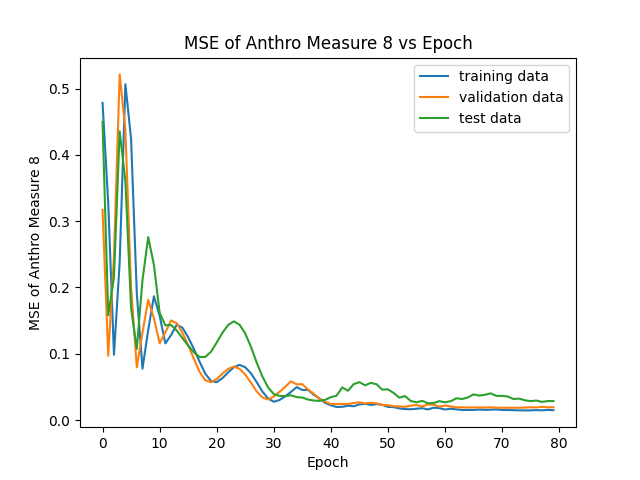 MSE of Anthro Measure 8 vs Epoch
training data
validation data
test data
MSE of Anthro Measure 8
0.5
0.4
0.3
0.2
0.1
0.0
0 10 20 30 40 50 60 70 80
Epoch